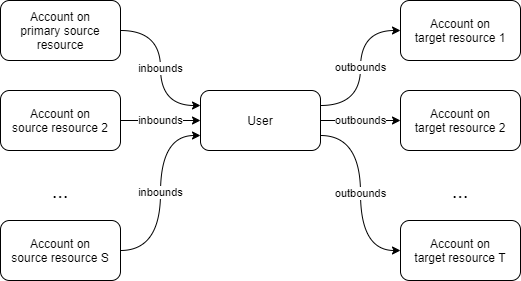 Account on
primary source
resource
inbounds
Account on
source resource 2
inbounds
...
inbounds
Account on
source resource S
User
outbounds
Account on
target resource 1
outbounds
Account on
target resource 2
...
outbounds
Account on
target resource T